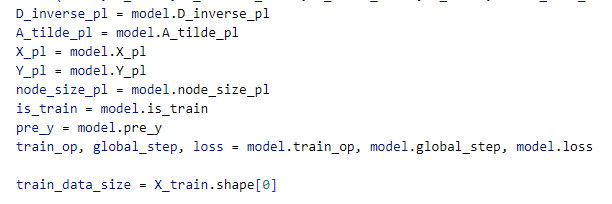 D_inverse_pl = model.D_inverse_pl
A_tilde_pl = model.A_tilde_pl
X_pl = model.X_pl
Y_pl = model.Y_pl
node_size_pl = model.node_size_pl
is_train = model.is_train
pre_y = model.pre_y
train_op, global_step, loss = model.train_op, model.global_step, model.loss
train_data_size = X_train.shape[0]